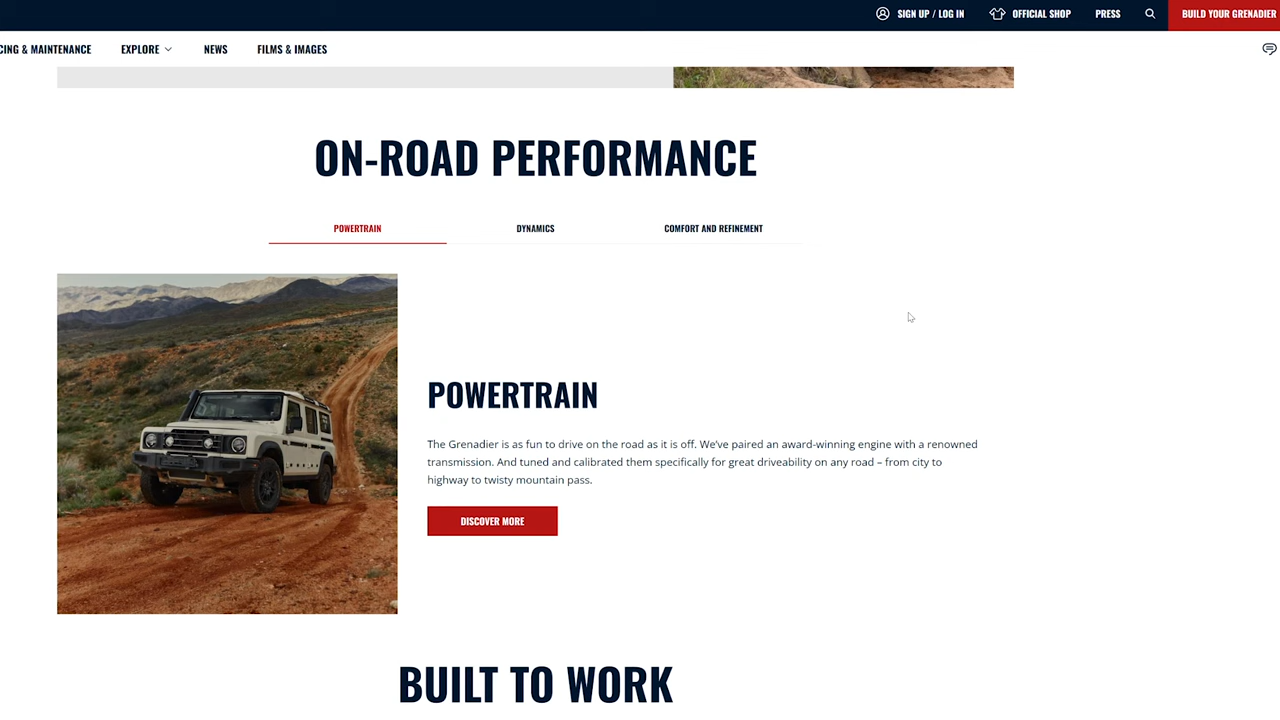 SIGN UP / LOG IN
OFFICIAL SHOP
PRESS
BUILD YOUR GRENADIER
CING & MAINTENANCE
EXPLORE
NEWS
FILMS & IMAGES
ON-ROAD PERFORMANCE
POWERTRAIN
DYNAMICS
COMFORT AND REFINEMENT
POWERTRAIN
The Grenadier is as fun to drive on the road as it is off. We've paired an award-winning engine with a renowned
transmission. And tuned and calibrated them specifically for great driveability on any road – from city to
highway to twisty mountain pass.
DISCOVER MORE
BUILT TO WORK